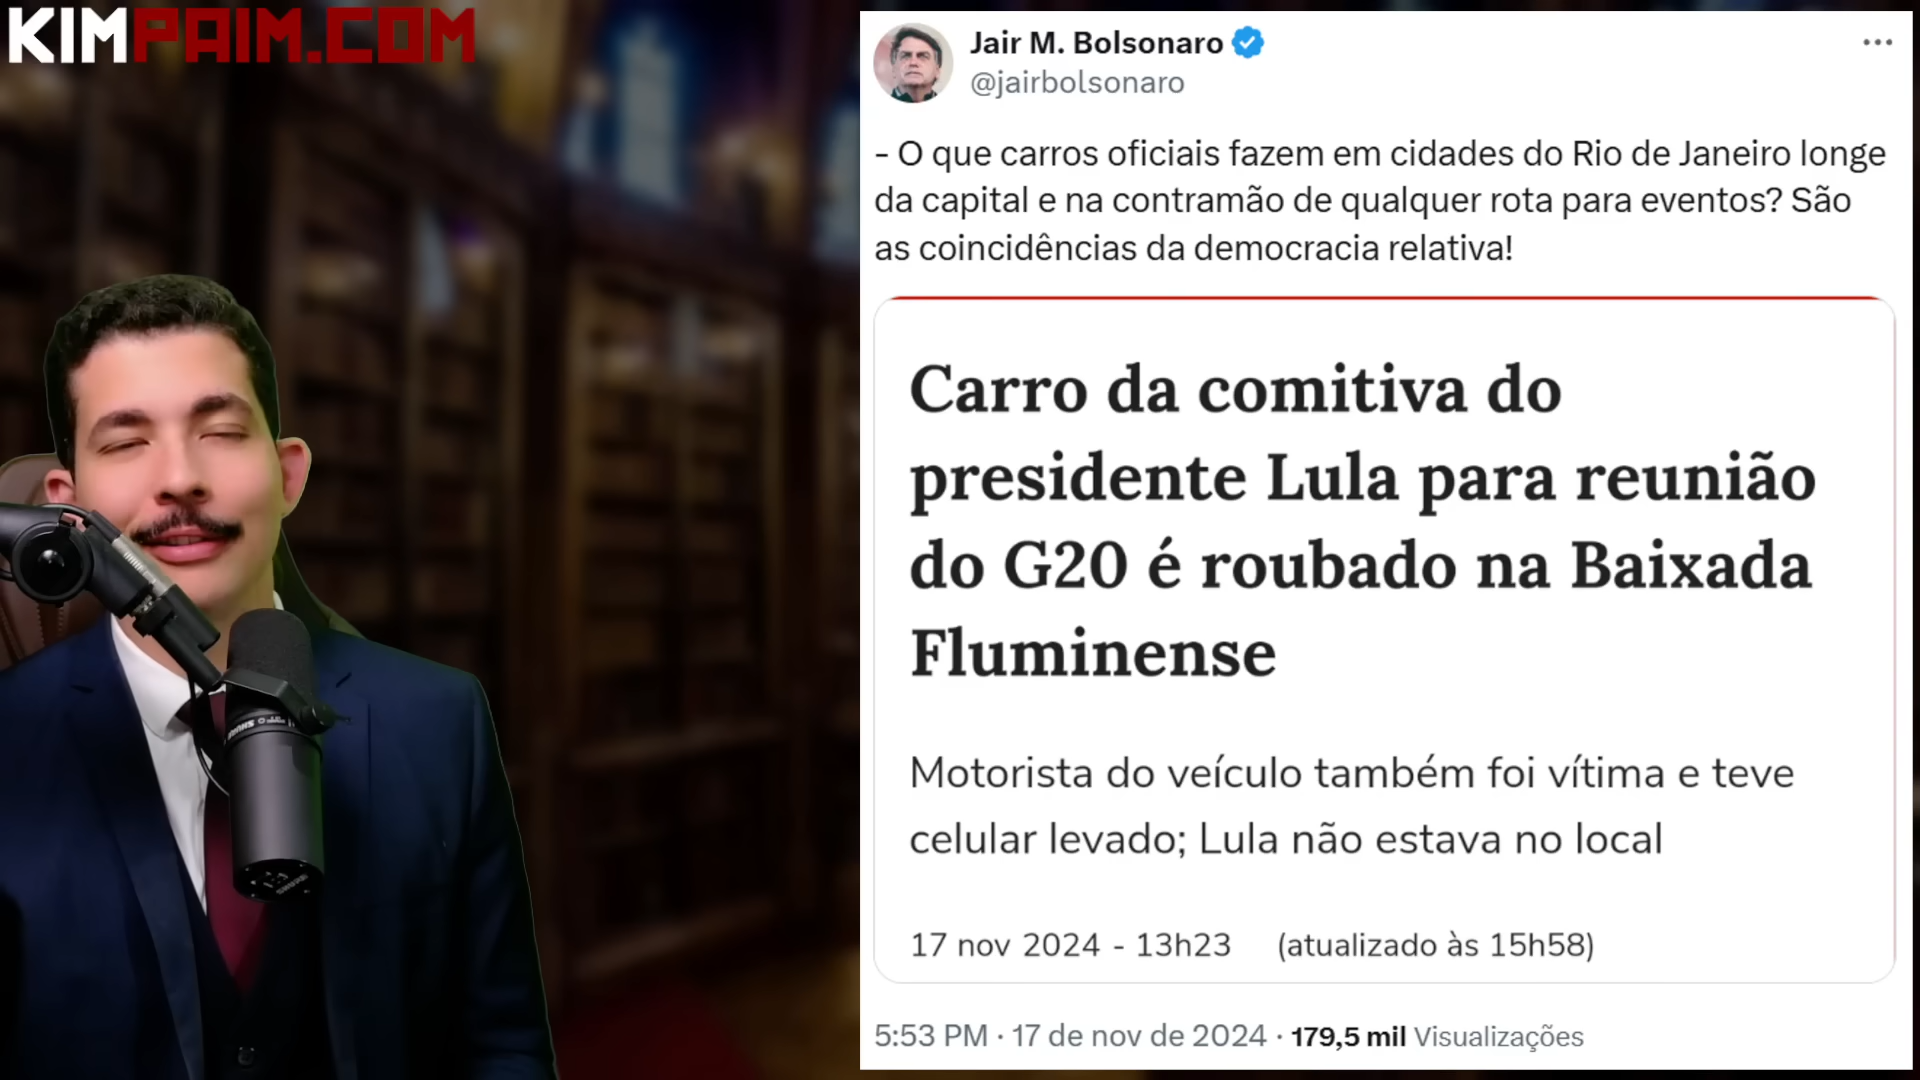 KIMPAIM.COM
Jair M. Bolsonaro
@jairbolsonaro
- O que carros oficiais fazem em cidades do Rio de Janeiro longe
da capital e na contramão de qualquer rota para eventos? São
as coincidências da democracia relativa!
Carro da comitiva do
presidente Lula para reunião
do G20 é roubado na Baixada
Fluminense
Motorista do veículo também foi vítima e teve
celular levado; Lula não estava no local
17 nov 2024 - 13h23 (atualizado às 15h58)
5:53 PM · 17 de nov de 2024 · 179,5 mil Visualizações